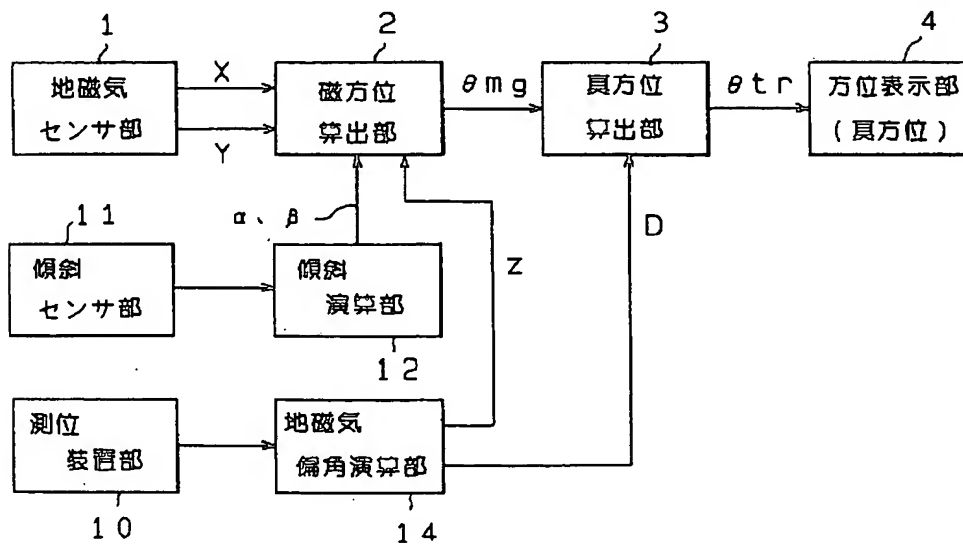 1
2
3
4
地磁気
センサ部
X
Y
磁方位
算出部
θmg
真方位
算出部
θtr
方位表示部
(真方位)
11
α、β
傾斜
センサ部
傾斜
演算部
12
Z
D
測位
装置部
10
地磁気
偏角演算部
14